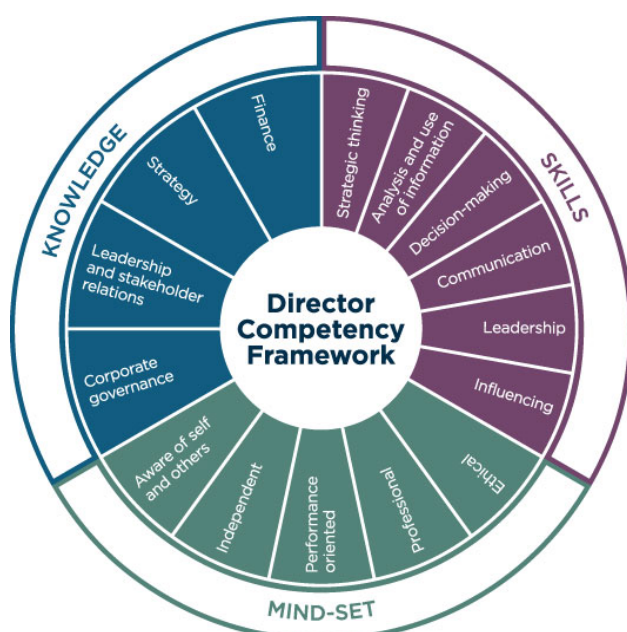 Director
Competency
Framework
KNOWLEDGE
Finance
Strategy
Leadership
and stakeholder
relations
Corporate
governance
SKILLS
Strategic thinking
Analysis and use
of information
Decision-making
Communication
Leadership
Influencing
MIND-SET
Ethical
Professional
Performance
oriented
Independent
Aware of self
and others